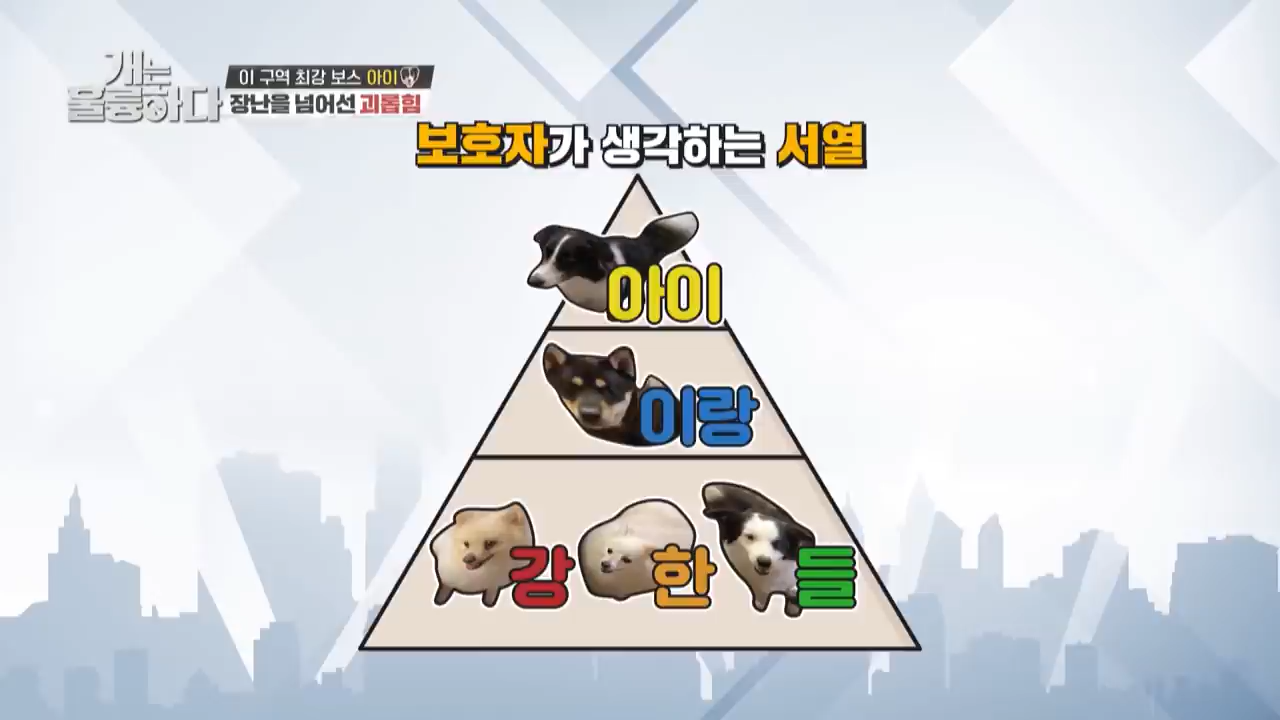 개는
훌륭하다
이 구역 최강 보스 아이
장난을 넘어선 괴롭힘
보호자가 생각하는 서열
아이
이랑
강 한 들